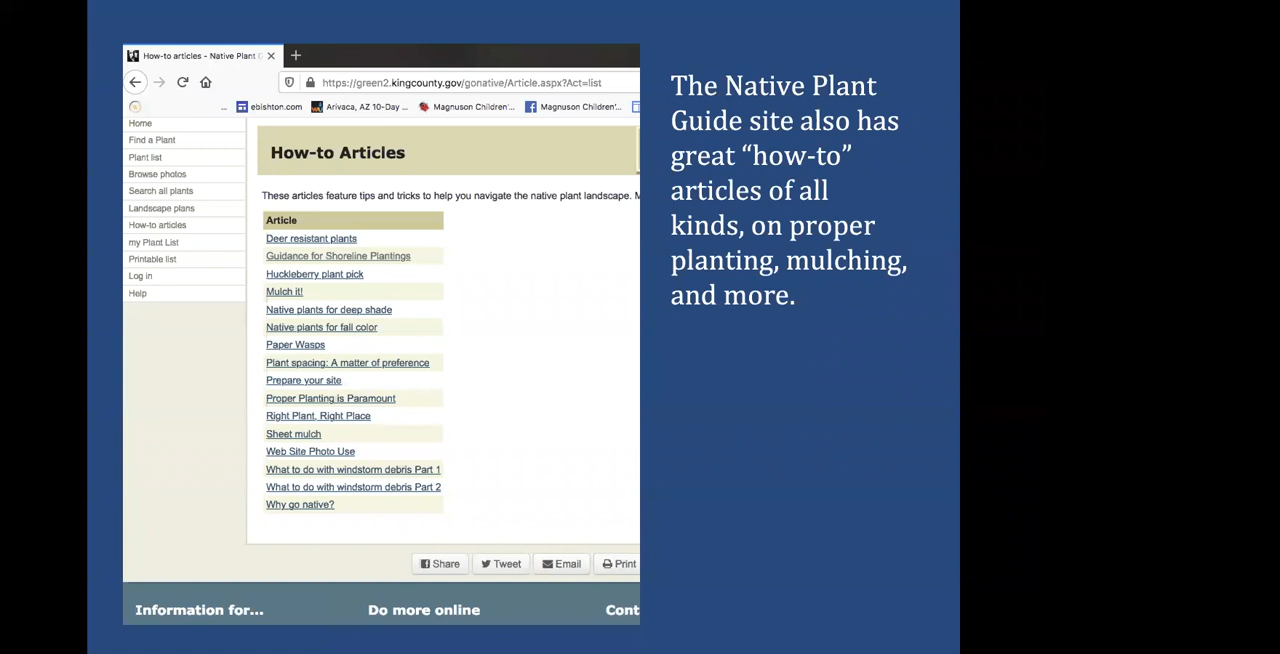 How-to articles - Native Plant G
https://green2.kingcounty.gov/gonative/Article.aspx?Act=list
... ebishton.com Arivaca, AZ 10-Day ... Magnuson Children'... Magnuson Children'...
Home
Find a Plant
Plant list
Browse photos
Search all plants
Landscape plans
How-to articles
my Plant List
Printable list
Log in
Help
How-to Articles
These articles feature tips and tricks to help you navigate the native plant landscape. M
Article
Deer resistant plants
Guidance for Shoreline Plantings
Huckleberry plant pick
Mulch it!
Native plants for deep shade
Native plants for fall color
Paper Wasps
Plant spacing: A matter of preference
Prepare your site
Proper Planting is Paramount
Right Plant, Right Place
Sheet mulch
Web Site Photo Use
What to do with windstorm debris Part 1
What to do with windstorm debris Part 2
Why go native?
Share Tweet Email Print
Information for... Do more online Cont
The Native Plant
Guide site also has
great “how-to”
articles of all
kinds, on proper
planting, mulching,
and more.